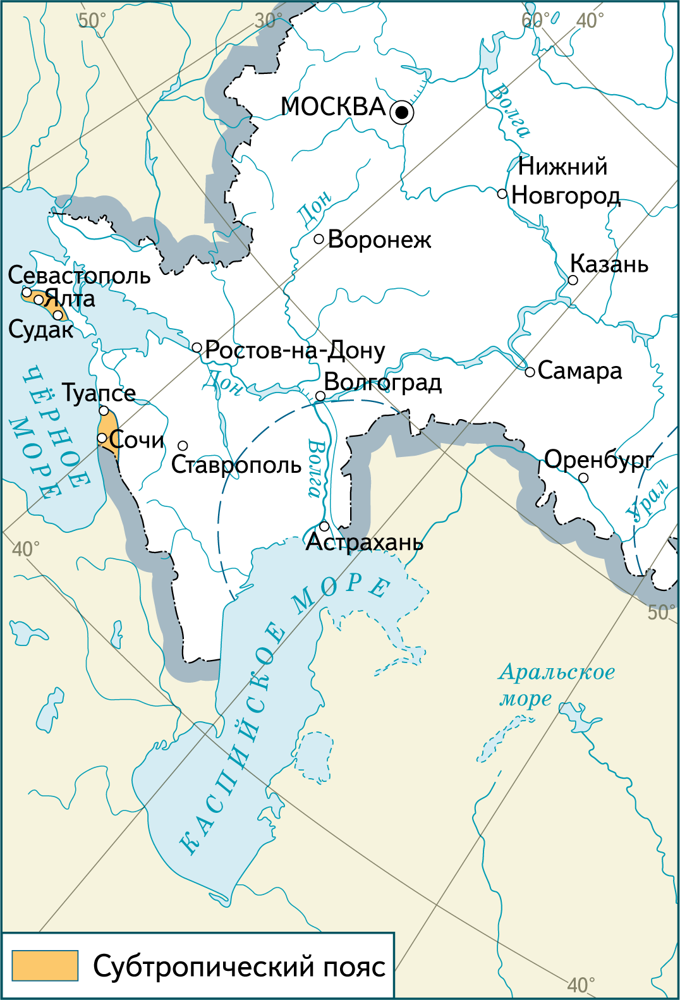 50°
30°
60°
40°
МОСКВА
Волга
Нижний
Новгород
Дон
Воронеж
Казань
Севастополь
Ялта
Судак
Ростов-на-Дону
Самара
Дон
Волгоград
ЧЁРНОЕ
МОРЕ
Туапсе
Сочи
Ставрополь
Волга
Оренбург
Урал
Астрахань
40°
КАСПИЙСКОЕ МОРЕ
50°
Аральское
море
Субтропический пояс
40°